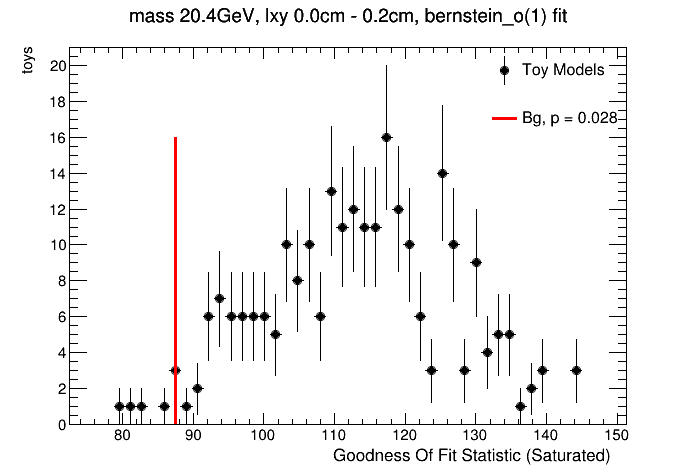 mass 20.4GeV, lxy 0.0cm - 0.2cm, bernstein_o(1) fit
toys
20
18
16
14
12
10
8
6
4
2
0
Toy Models
Bg, p = 0.028
80 90 100 110 120 130 140 150
Goodness Of Fit Statistic (Saturated)